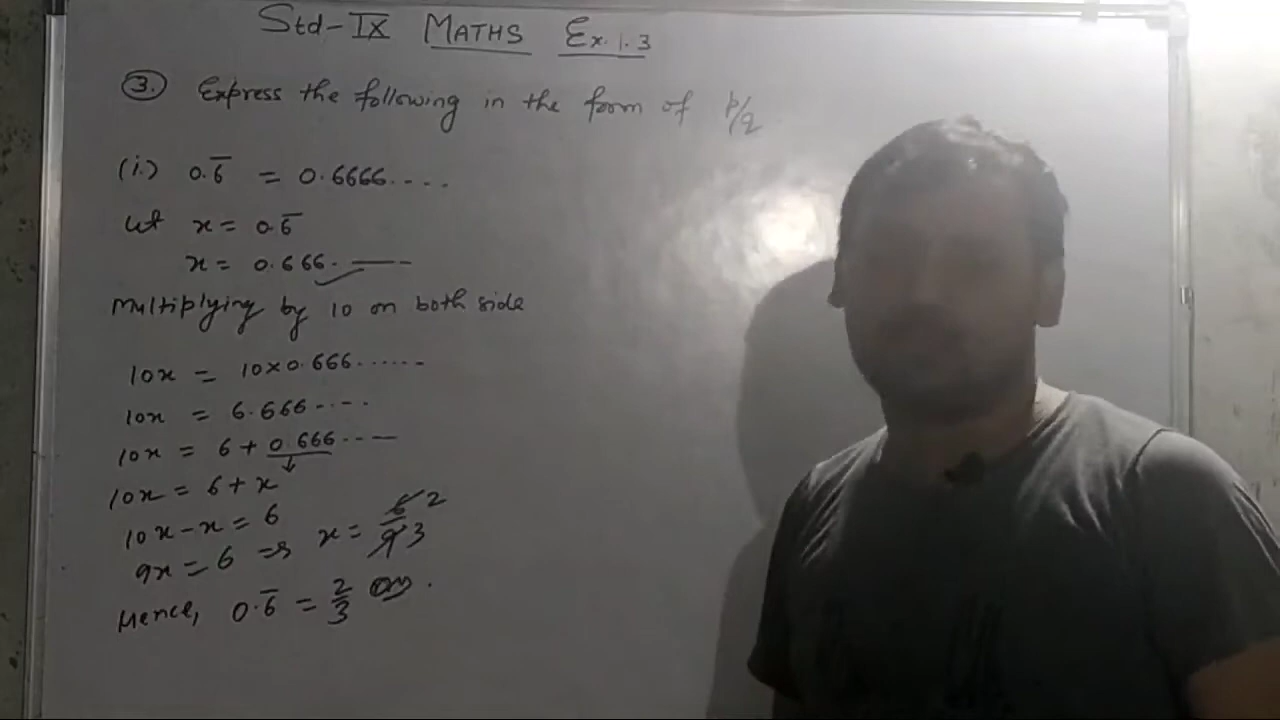 Std-IX MATHS Ex. 1.3
3. Express the following in the form of p/q
(i.) 0.6̅ = 0.6666....
Let x = 0.6̅
x = 0.666. ——
Multiplying by 10 on both side
10x = 10×0.666......
10x = 6.666....
10x = 6 + 0.666....
10x = 6 + x
10x - x = 6
9x = 6 ⇒ x = 6/9 2/3
Hence, 0.6̅ = 2/3